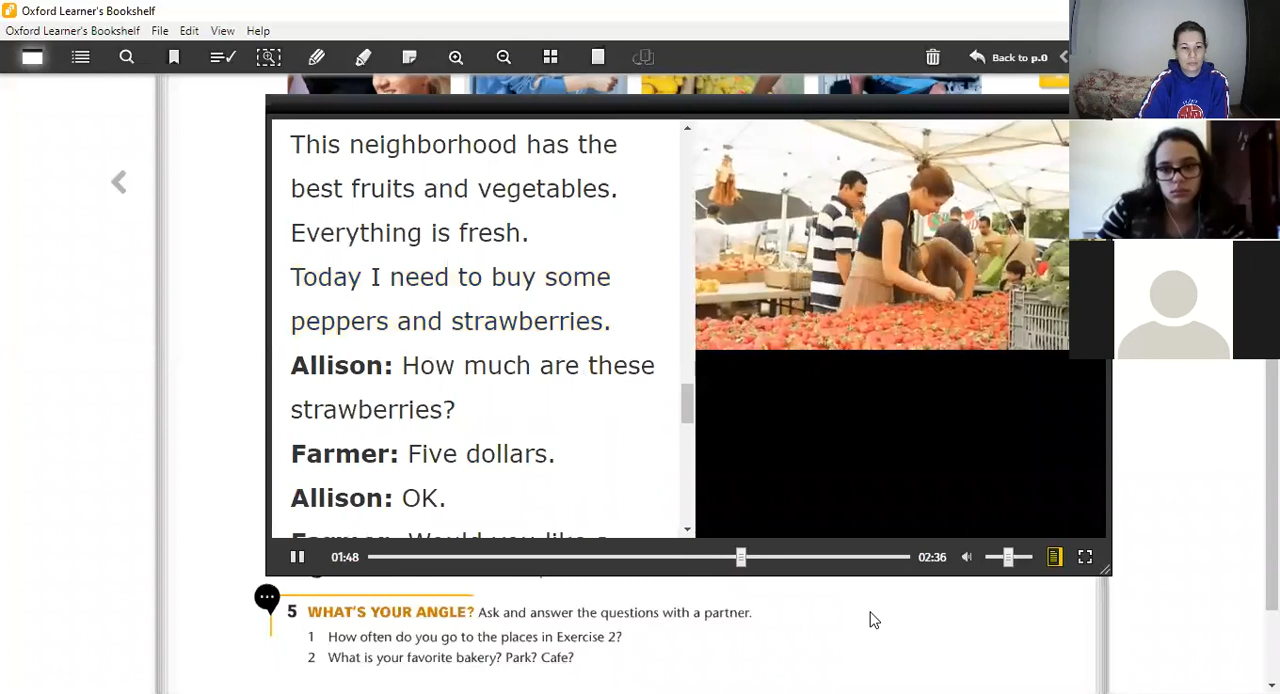 Oxford Learner's Bookshelf
Oxford Learner's Bookshelf File Edit View Help
Back to p.0
This neighborhood has the
best fruits and vegetables.
Everything is fresh.
Today I need to buy some
peppers and strawberries.
Allison: How much are these
strawberries?
Farmer: Five dollars.
Allison: OK.
Farmer: Would you like a
01:48
02:36
5 WHAT'S YOUR ANGLE? Ask and answer the questions with a partner.
1 How often do you go to the places in Exercise 2?
2 What is your favorite bakery? Park? Cafe?